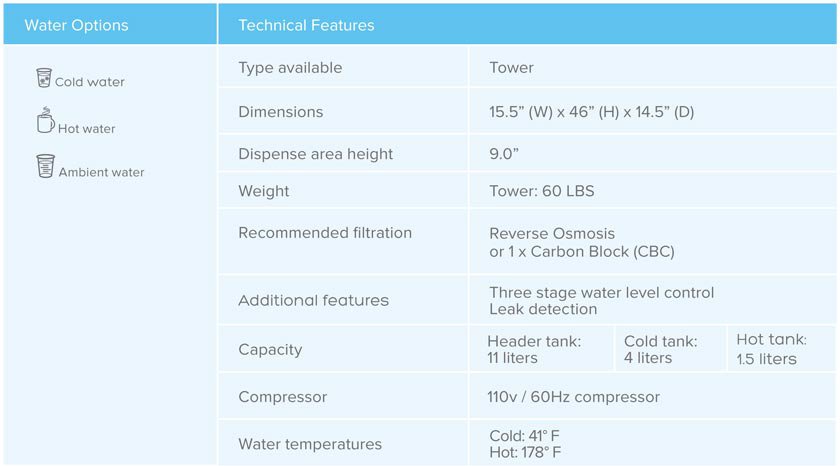 Water Options
Technical Features
Cold water
Hot water
Ambient water
Type available
Tower
Dimensions
15.5” (W) x 46” (H) x 14.5” (D)
Dispense area height
9.0”
Weight
Tower: 60 LBS
Recommended filtration
Reverse Osmosis
or 1 x Carbon Block (CBC)
Additional features
Three stage water level control
Leak detection
Capacity
Header tank:
11 liters
Cold tank:
4 liters
Hot tank:
1.5 liters
Compressor
110v / 60Hz compressor
Water temperatures
Cold: 41° F
Hot: 178° F